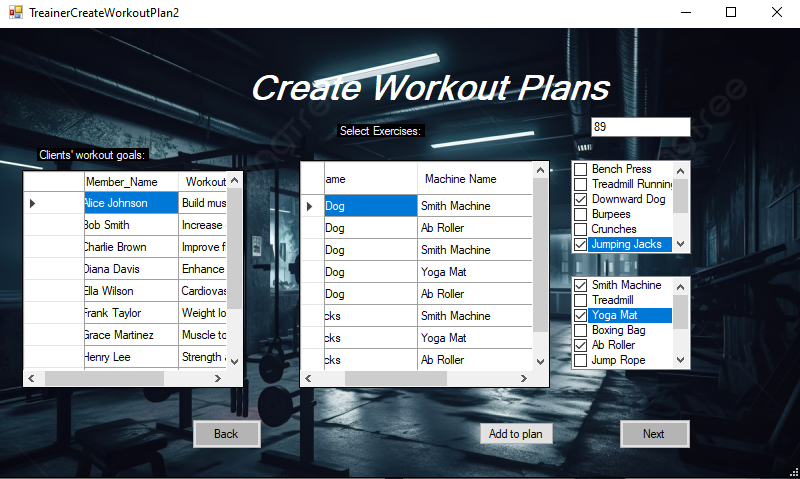 TreainerCreateWorkoutPlan2
Create Workout Plans
Select Exercises:
89
Clients' workout goals:
Member_Name Workout
Alice Johnson Build mus
Bob Smith Increase
Charlie Brown Improve f
Diana Davis Enhance
Ella Wilson Cardiovas
Frank Taylor Weight lo
Grace Martinez Muscle to
Henry Lee Strength
ame Machine Name
Dog Smith Machine
Dog Ab Roller
Dog Smith Machine
Dog Yoga Mat
Dog Ab Roller
cks Smith Machine
cks Yoga Mat
cks Ab Roller
Bench Press
Treadmill Running
Downward Dog
Burpees
Crunches
Jumping Jacks
Smith Machine
Treadmill
Yoga Mat
Boxing Bag
Ab Roller
Jump Rope
Back
Add to plan
Next